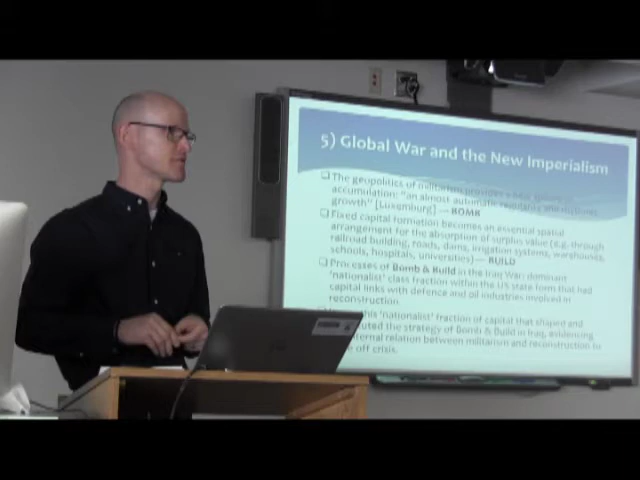 5) Global War and the New Imperialism
The geopolitics of militarism provides
accumulation: "an almost automatic
growth" [Luxemburg] — BOMB
Fixed capital formation becomes an essential spatial
arrangement for the absorption of surplus value (e.g. through
railroad building, roads, dams, irrigation systems, warehouses,
schools, hospitals, universities)— BUILD
Processes of Bomb & Build in the Iraq War: dominant
'nationalist' class fraction within the US state form that had
capital links with defence and oil industries involved in
reconstruction
this 'nationalist' fraction of capital that shaped and
the strategy of Bomb & Build in Iraq, evidencing
relation between militarism and reconstruction to
off crisis.